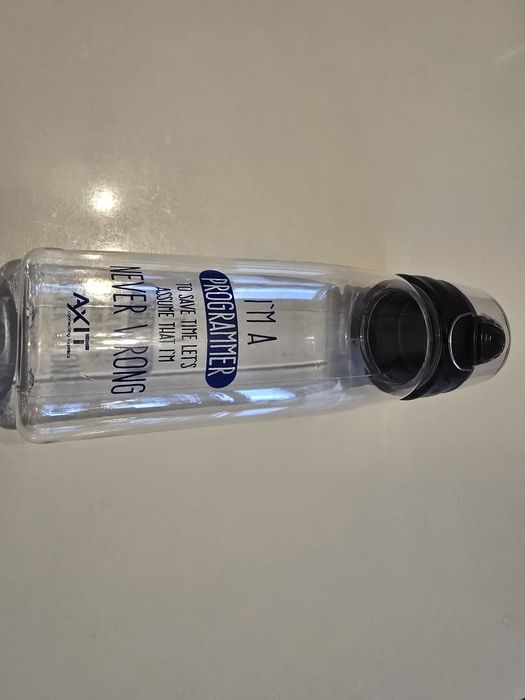 I'M A
PROGRAMMER
TO SAVE TIME LET'S
ASSUME THAT I'M
NEVER WRONG
AXIT